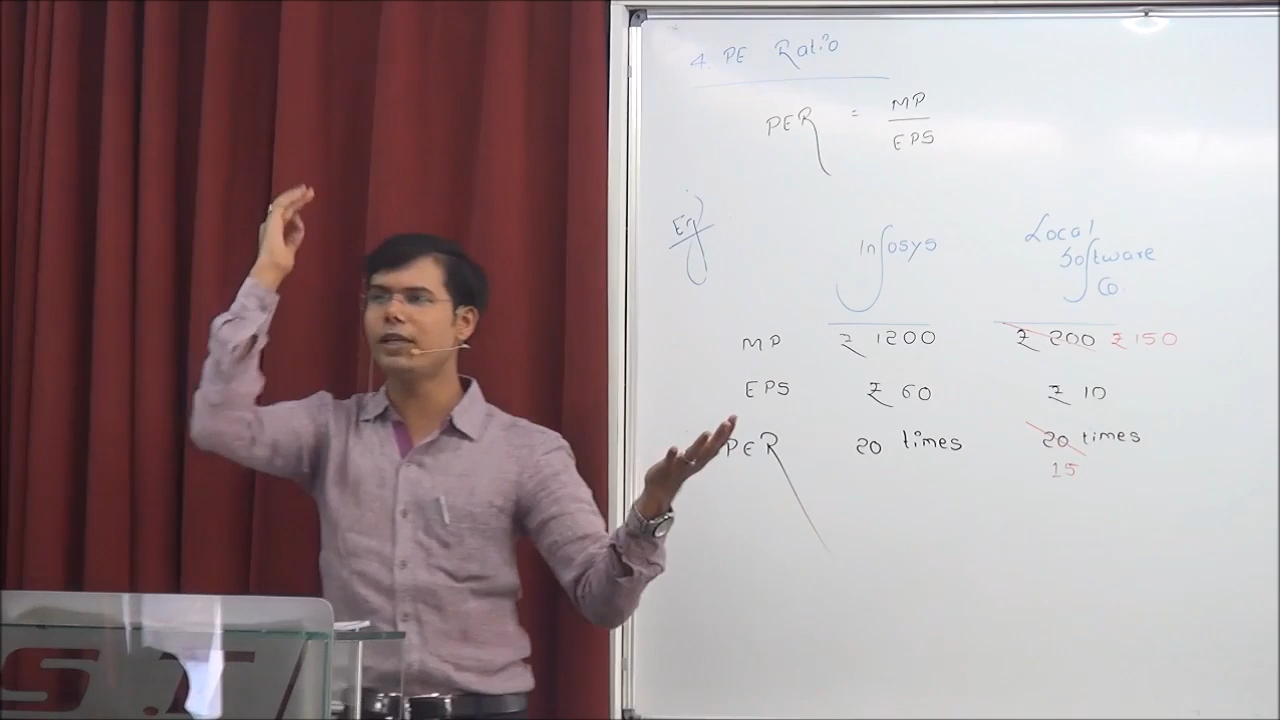 4. PE Ratio
PER = MP
EPS
Eg
Infosys
Local
Software
Co.
MP ₹ 1200 ₹ 200 ₹ 150
EPS ₹ 60 ₹ 10
PER 20 times 20 times
15
S.T